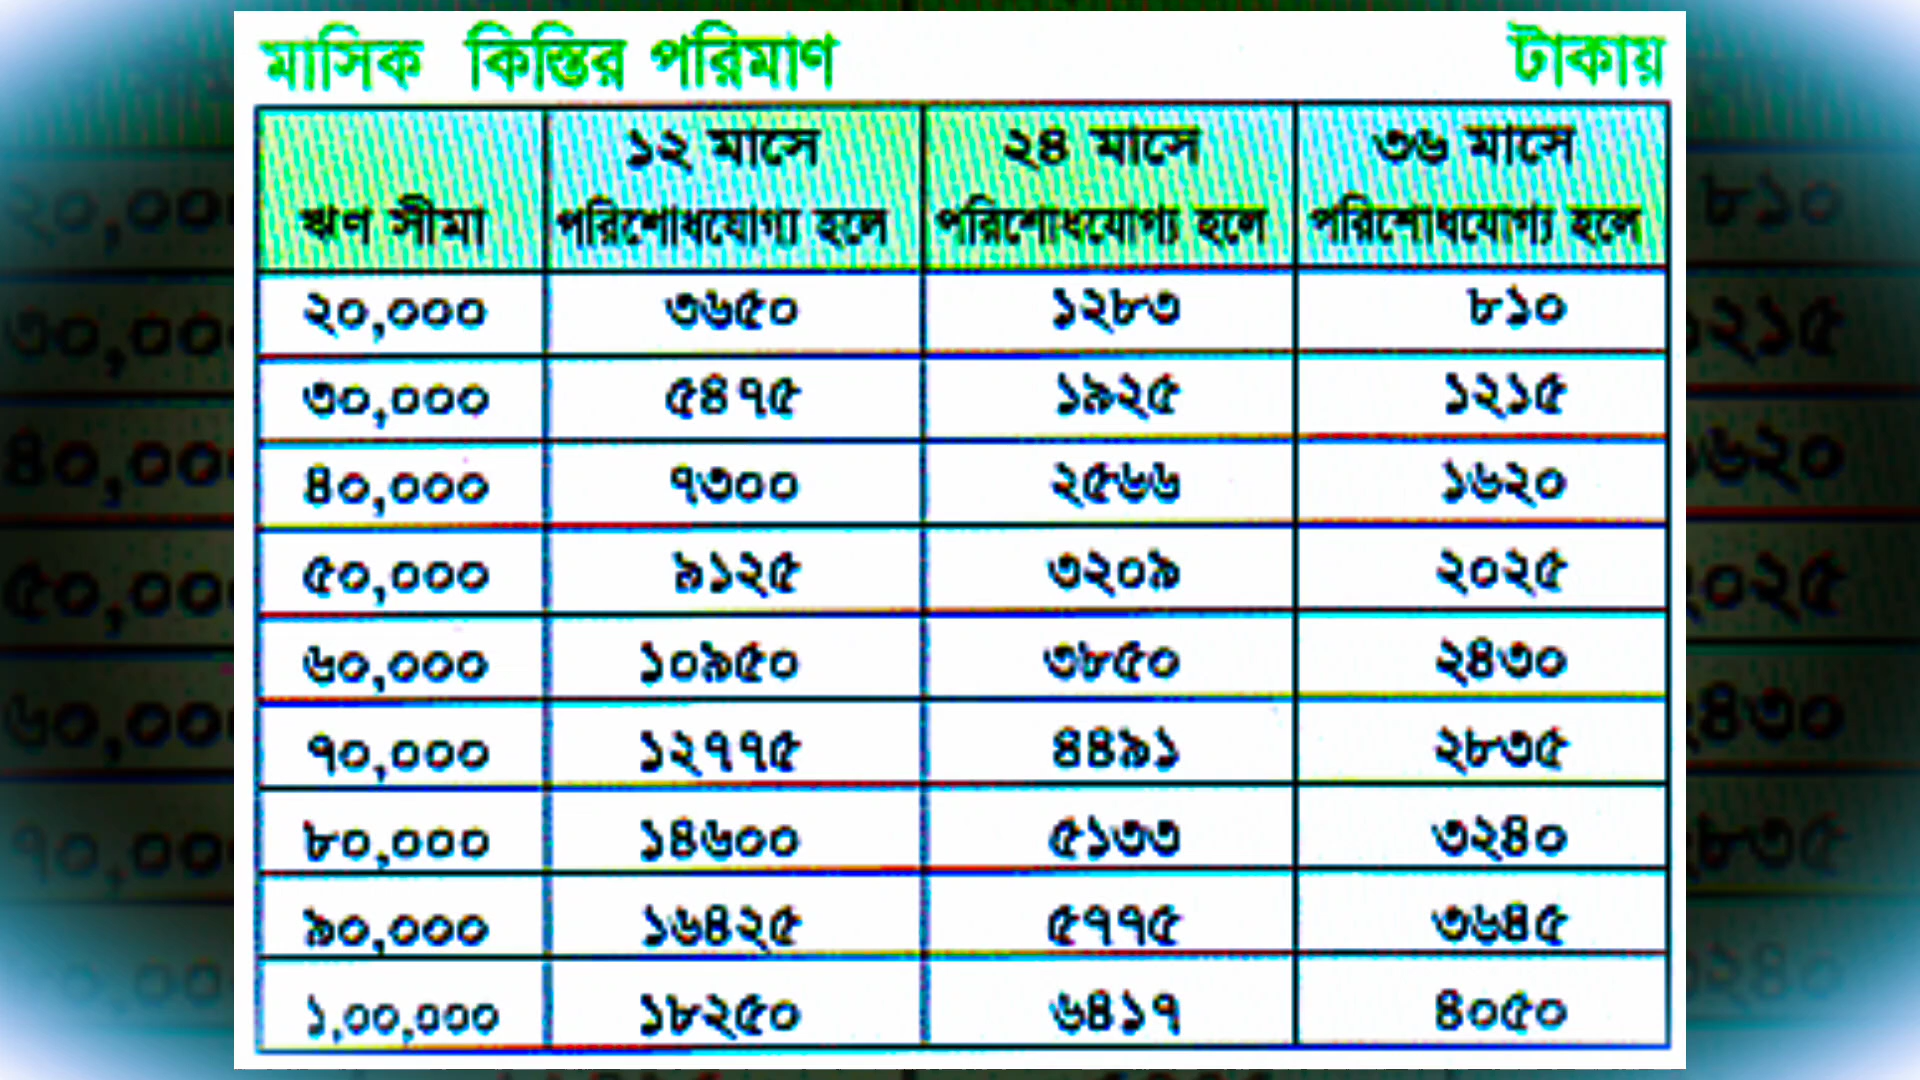 মাসিক কিস্তির পরিমাণ টাকায়
ঋণ সীমা ১২ মাসে পরিশোধযোগ্য হলে ২৪ মাসে পরিশোধযোগ্য হলে ৩৬ মাসে পরিশোধযোগ্য হলে
২০,০০০ ৩৬৫০ ১২৮৩ ৮১০
৩০,০০০ ৫৪৭৫ ১৯২৫ ১২১৫
৪০,০০০ ৭৩০০ ২৫৬৬ ১৬২০
৫০,০০০ ৯১২৫ ৩২০৯ ২০২৫
৬০,০০০ ১০৯৫০ ৩৮৫০ ২৪৩০
৭০,০০০ ১২৭৭৫ ৪৪৯১ ২৮৩৫
৮০,০০০ ১৪৬০০ ৫১৩৩ ৩২৪০
৯০,০০০ ১৬৪২৫ ৫৭৭৫ ৩৬৪৫
১,০০,০০০ ১৮২৫০ ৬৪১৭ ৪০৫০